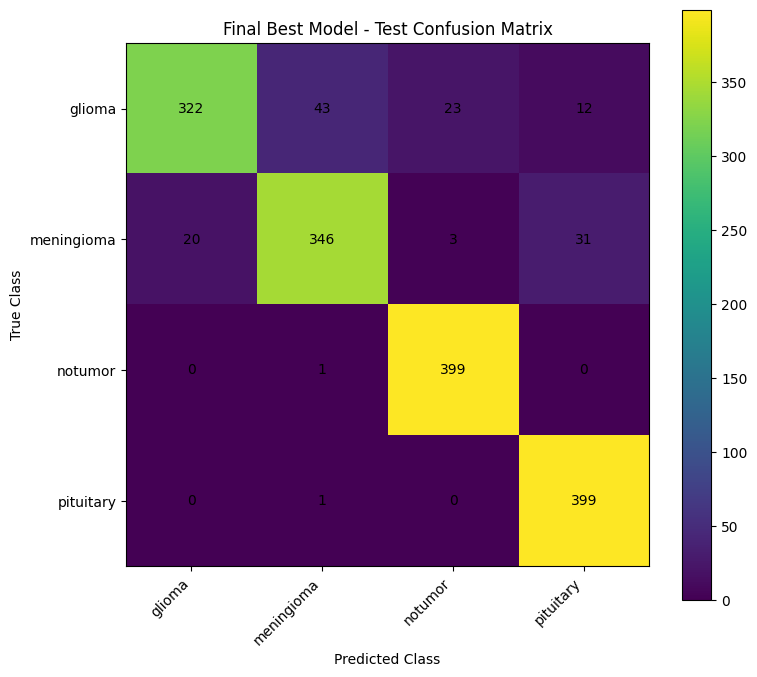 Final Best Model - Test Confusion Matrix
True Class
glioma 322 43 23 12
meningioma 20 346 3 31
notumor 0 1 399 0
pituitary 0 1 0 399
glioma meningioma notumor pituitary
Predicted Class
350
300
250
200
150
100
50
0